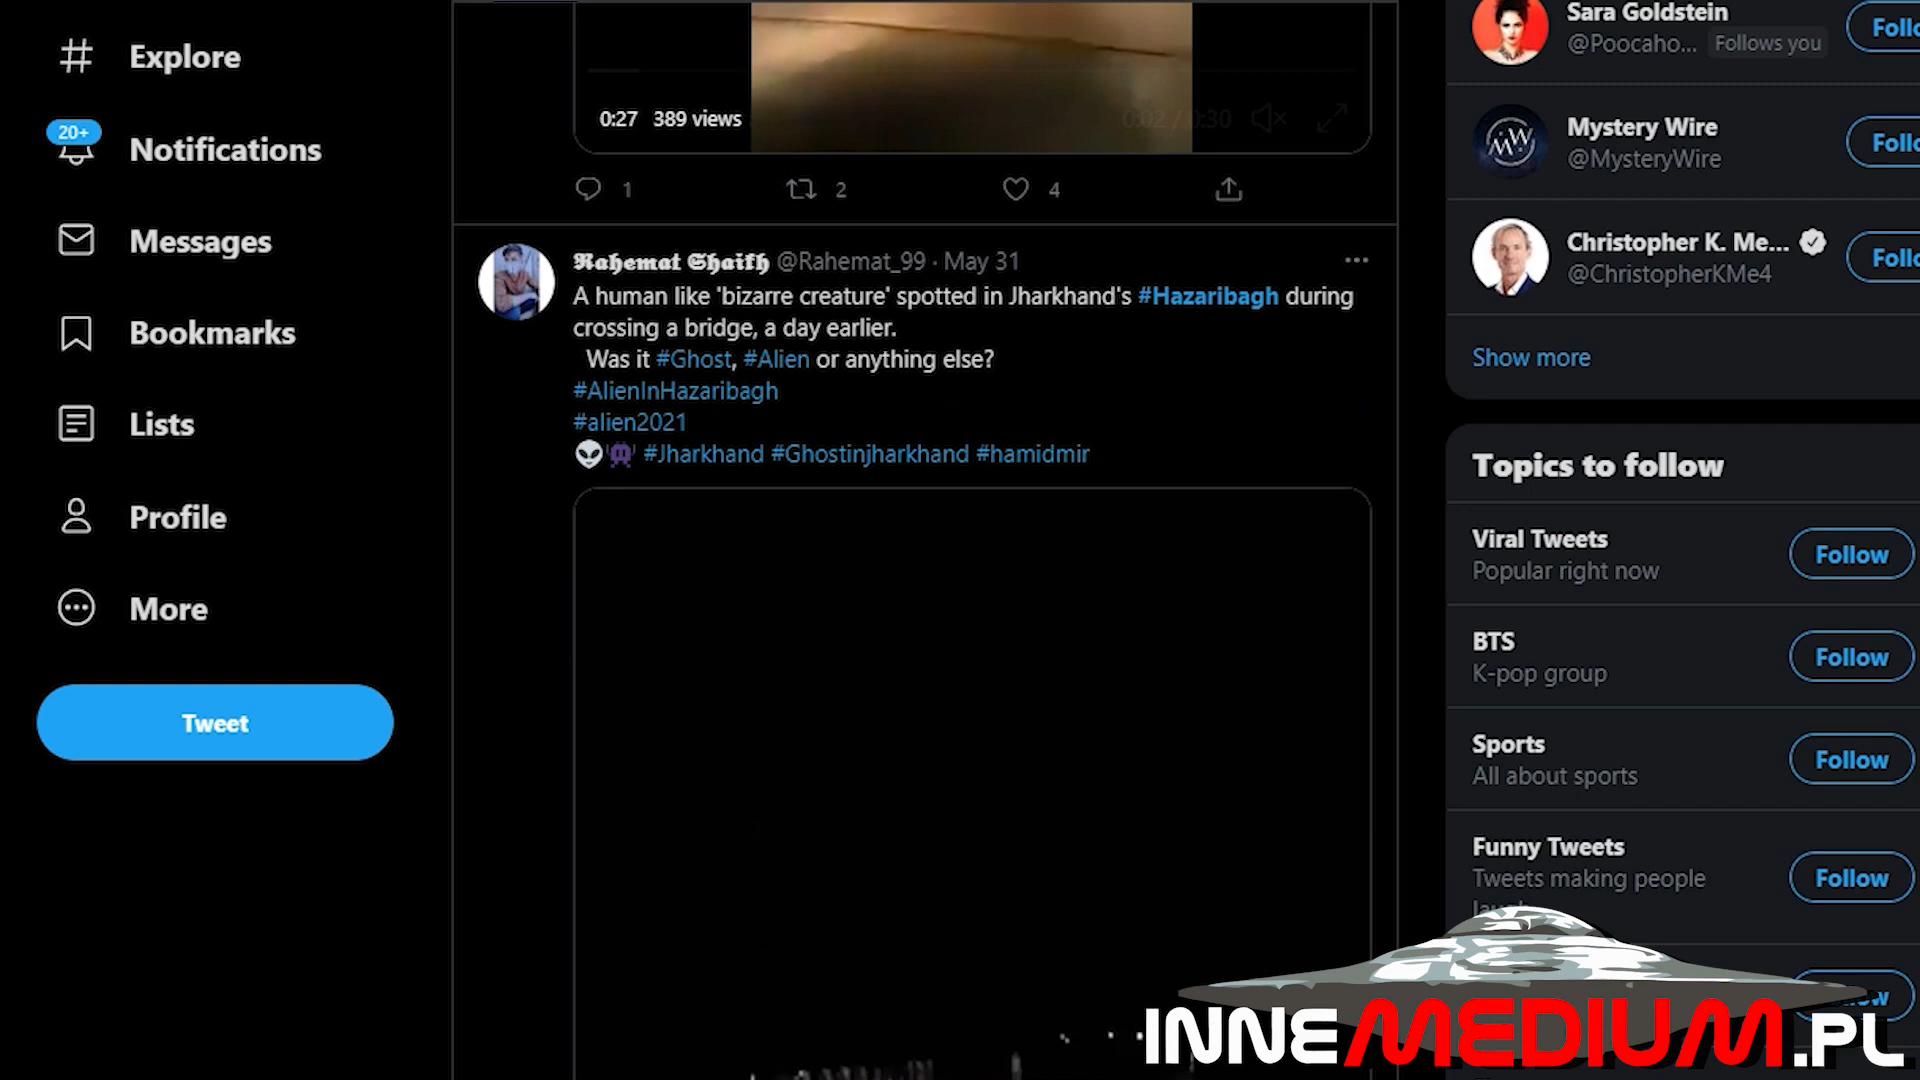 Explore
20+
Notifications
Messages
Bookmarks
Lists
Profile
More
Tweet
0:27 389 views
0:02 / 0:30
1 2 4
Rahemat Shaikh @Rahemat_99 · May 31
A human like 'bizarre creature' spotted in Jharkhand's #Hazaribagh during
crossing a bridge, a day earlier.
Was it #Ghost, #Alien or anything else?
#AlienInHazaribagh
#alien2021
#Jharkhand #Ghostinjharkhand #hamidmir
Sara Goldstein
@Poocaho... Follows you
Follo
Mystery Wire
@MysteryWire
Follo
MW
Christopher K. Me...
@ChristopherKMe4
Follo
Show more
Topics to follow
Viral Tweets
Popular right now
Follow
BTS
K-pop group
Follow
Sports
All about sports
Follow
Funny Tweets
Tweets making people
Follow
INNEMEDIUM.PL